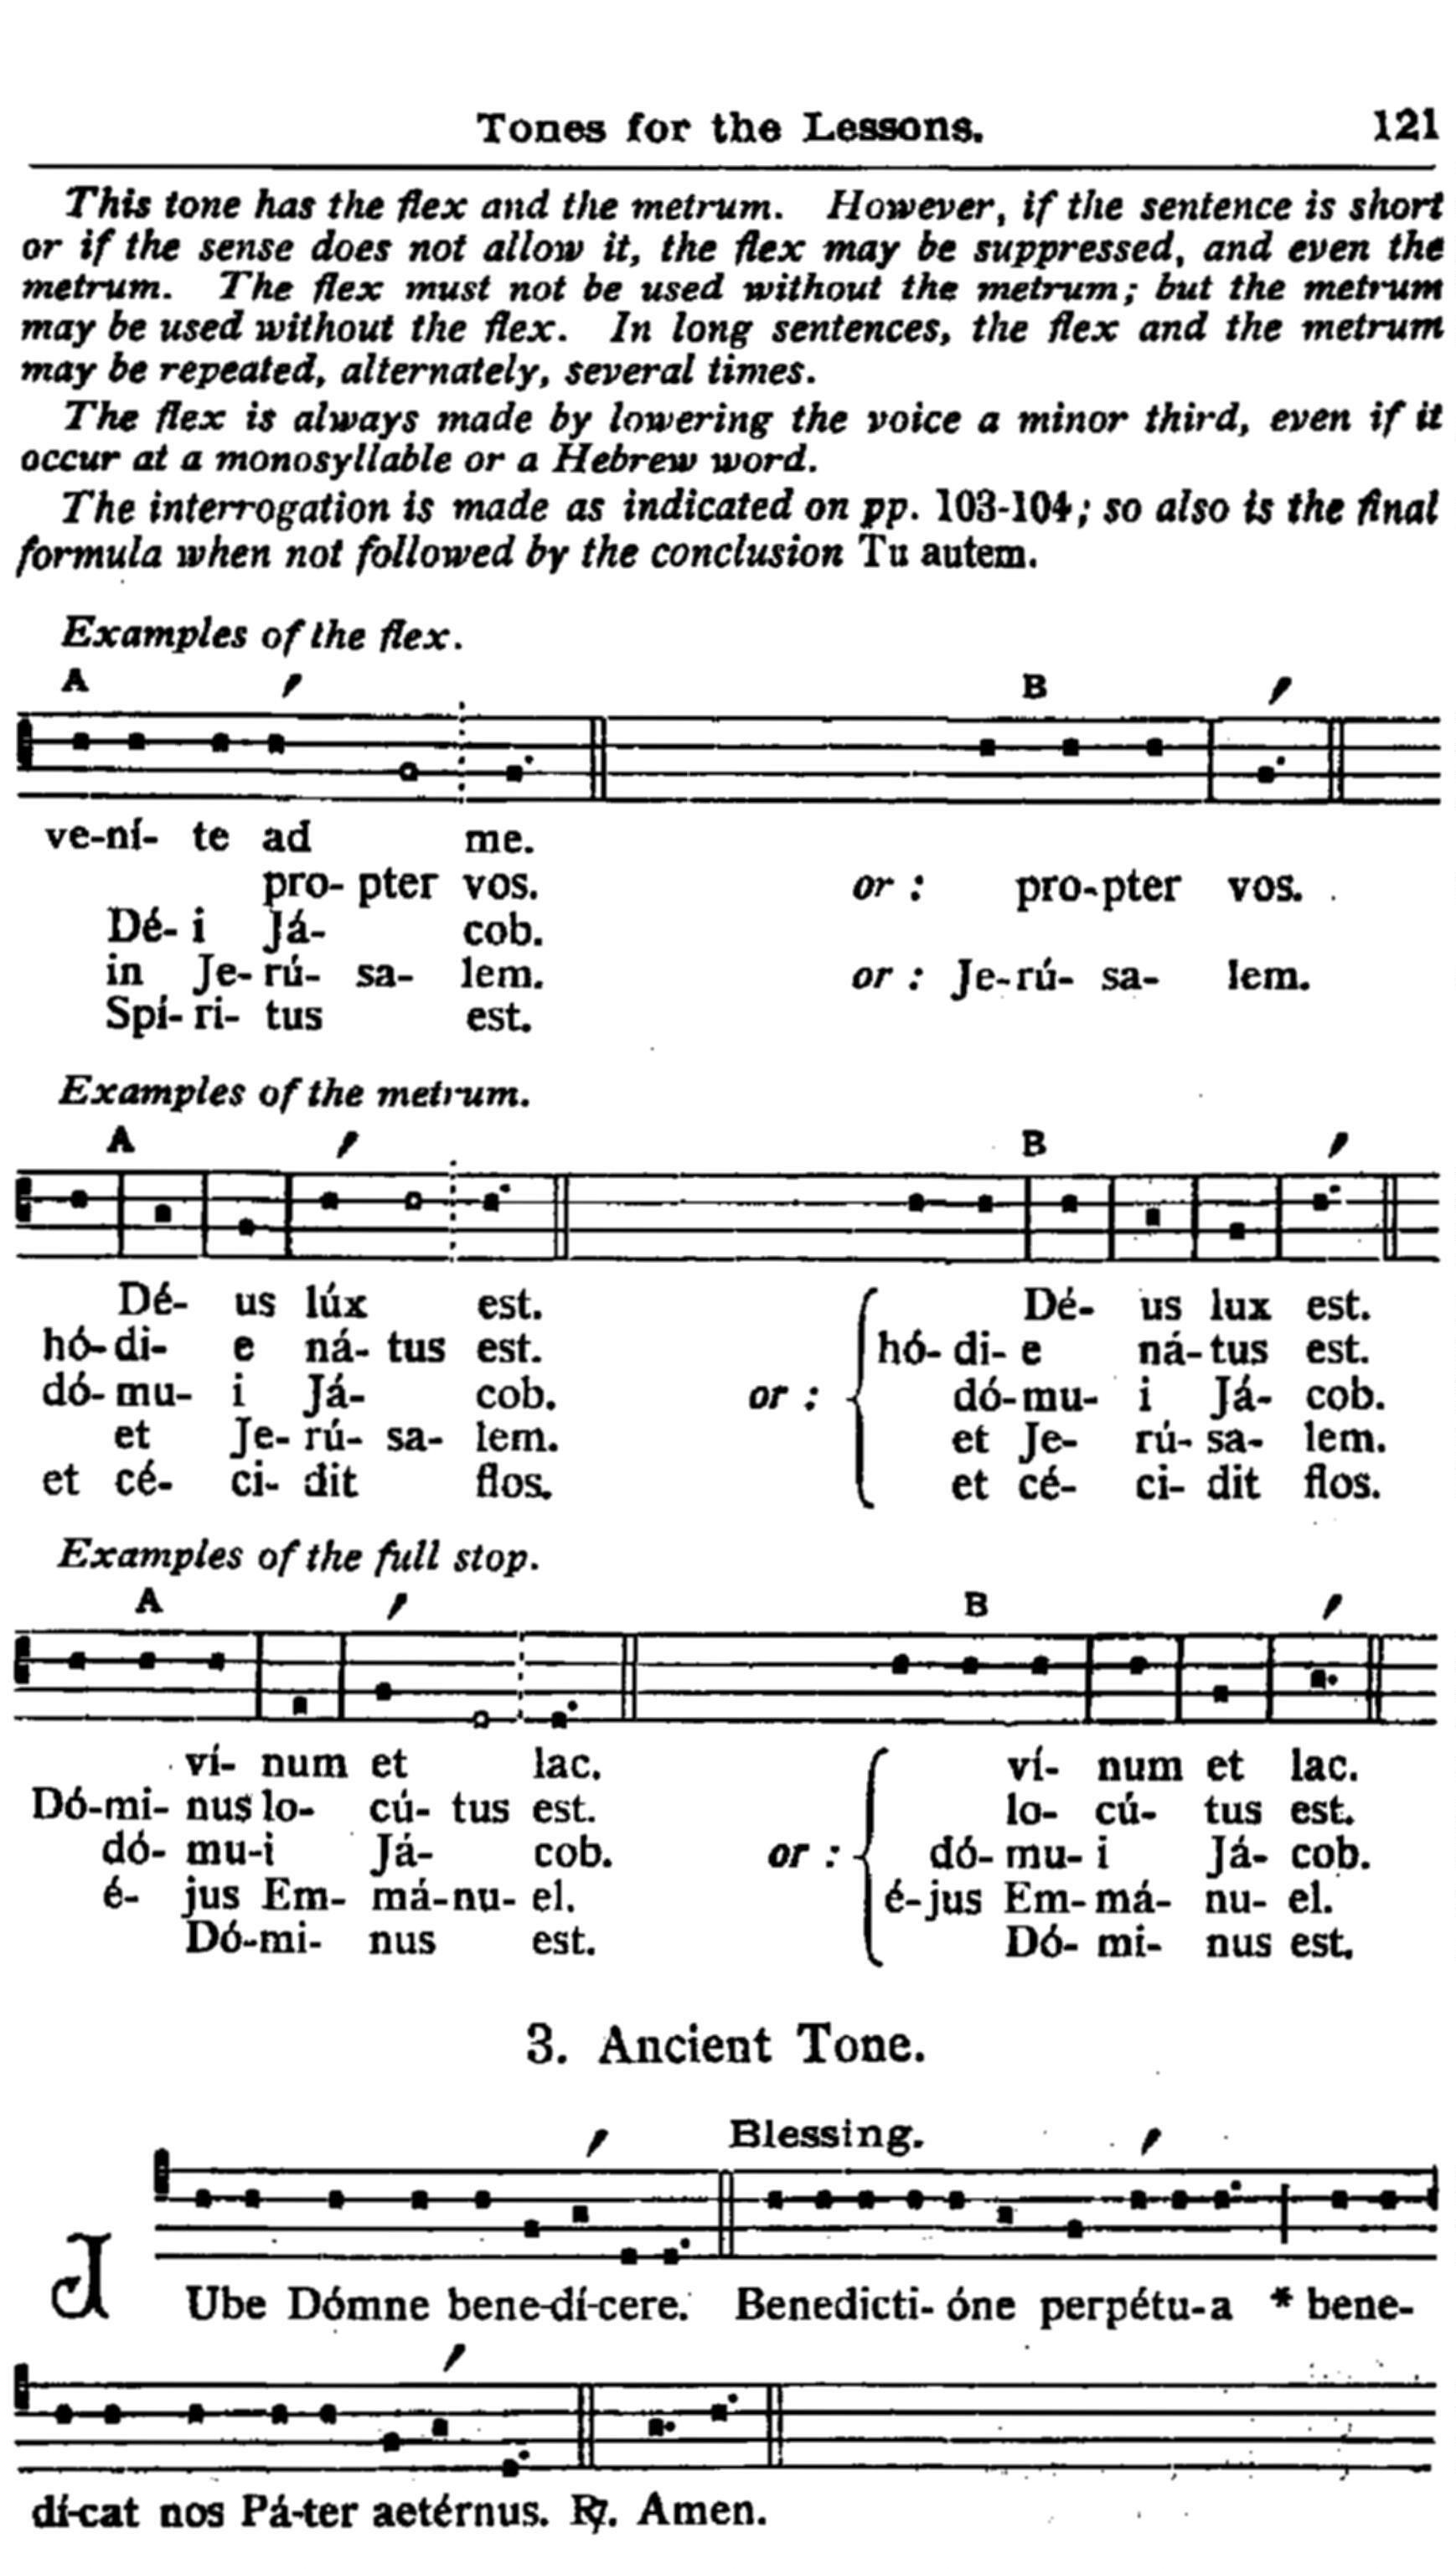 Tones for the Lessons. 121
This tone has the flex and the metrum. However, if the sentence is short
or if the sense does not allow it, the flex may be suppressed, and even the
metrum. The flex must not be used without the metrum; but the metrum
may be used without the flex. In long sentences, the flex and the metrum
may be repeated, alternately, several times.
The flex is always made by lowering the voice a minor third, even if it
occur at a monosyllable or a Hebrew word.
The interrogation is made as indicated on pp. 103-104; so also is the final
formula when not followed by the conclusion Tu autem.
Examples of the flex.
A B
ve-ní- te ad me.
pro- pter vos. or : pro-pter vos.
Dé- i Já- cob.
in Je- rú- sa- lem. or : Je-rú- sa- lem.
Spí- ri- tus est.
Examples of the metrum.
A B
Dé- us lúx est. Dé- us lux est.
hó- di- e ná- tus est. hó- di- e ná- tus est.
dó- mu- i Já- cob. or : dó-mu- i Já- cob.
et Je- rú- sa- lem. et Je- rú- sa- lem.
et cé- ci- dit flos. et cé- ci- dit flos.
Examples of the full stop.
A B
ví- num et lac. ví- num et lac.
Dó-mi- nus lo- cú- tus est. lo- cú- tus est.
dó- mu-i Já- cob. or : dó- mu- i Já- cob.
é- jus Em- má-nu- el. é-jus Em- má- nu- el.
Dó-mi- nus est. Dó- mi- nus est.
3. Ancient Tone.
Blessing.
JUbe Dómne bene-dí-cere. Benedicti- óne perpétu-a * bene-
dí-cat nos Pá-ter aetérnus. ℟. Amen.